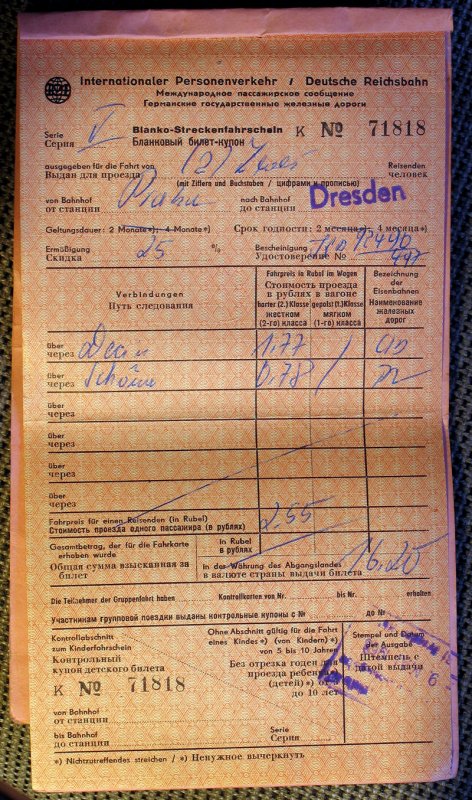 DR
Internationaler Personenverkehr / Deutsche Reichsbahn
Международное пассажирское сообщение
Германские государственные железные дороги
Serie
Серия V
Blanko-Streckenfahrschein
Бланковый билет-купон
K № 71818
ausgegeben für die Fahrt von (2) Zwei Reisenden
Выдан для проезда (mit Ziffern und Buchstaben / цифрами и прописью) человек
von Bahnhof Praha nach Bahnhof Dresden
от станции до станции
Geltungsdauer: 2 Monate*); 4 Monate*) Срок годности: 2 месяца*); 4 месяца*)
Ermäßigung 25 % Bescheinigung
Скидка Удостоверение №
Verbindungen
Путь следования
Fahrpreis in Rubel im Wagen
Стоимость проезда
в рублях в вагоне
harter (2.) Klasse
жестком
(2-го) класса
gepolst (1.) Klasse
мягком
(1-го) класса
Bezeichnung
der
Eisenbahnen
Наименование
железных
дорог
über
через 1.77
über
через 0.78
über
через
über
через
über
через
über
через
Fahrpreis für einen Reisenden (in Rubel)
Стоимость проезда одного пассажира (в рублях) 2.55
Gesamtbetrag, der für die Fahrkarte
erhoben wurde
Общая сумма взысканная за
билет
in Rubel
в рублях
in der Währung des Abgangslandes
в валюте страны выдачи билета 16.20
Die Teilnehmer der Gruppenfahrt haben Kontrollkarten von Nr. bis Nr. erhalten
Участникам групповой поездки выданы контрольные купоны с № до №
Kontrollabschnitt
zum Kinderfahrschein
Контрольный
купон детского билета
K № 71818
von Bahnhof
от станции
bis Bahnhof
до станции
Ohne Abschnitt gültig für die Fahrt
eines Kindes *) (von Kindern) *)
von 5 bis 10 Jahren
Без отрезка годен для
проезда ребенка
(детей) *) от 5
до 10 лет
Serie
Серия
Stempel und Datum
der Ausgabe
Штемпель с
датой выдачи
*) Nichtzutreffendes streichen / *) Ненужное вычеркнуть